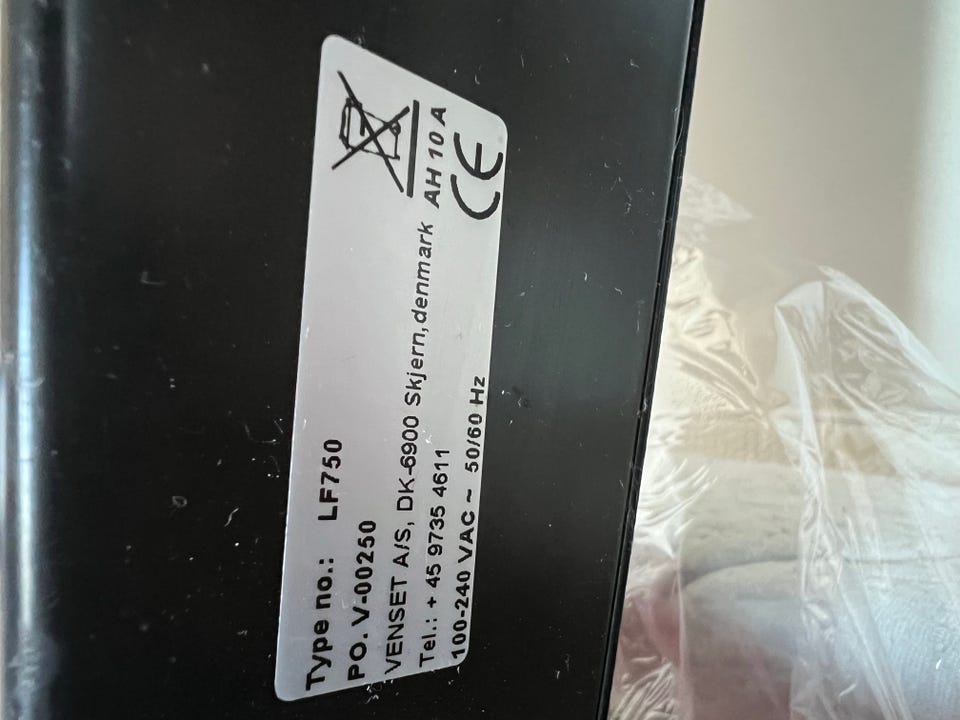 Type no.: LF750
PO. V-00250
VENSET A/S, DK-6900 Skjern,denmark AH 10 A
Tel.: + 45 9735 4611
100-240 VAC ~ 50/60 Hz
CE